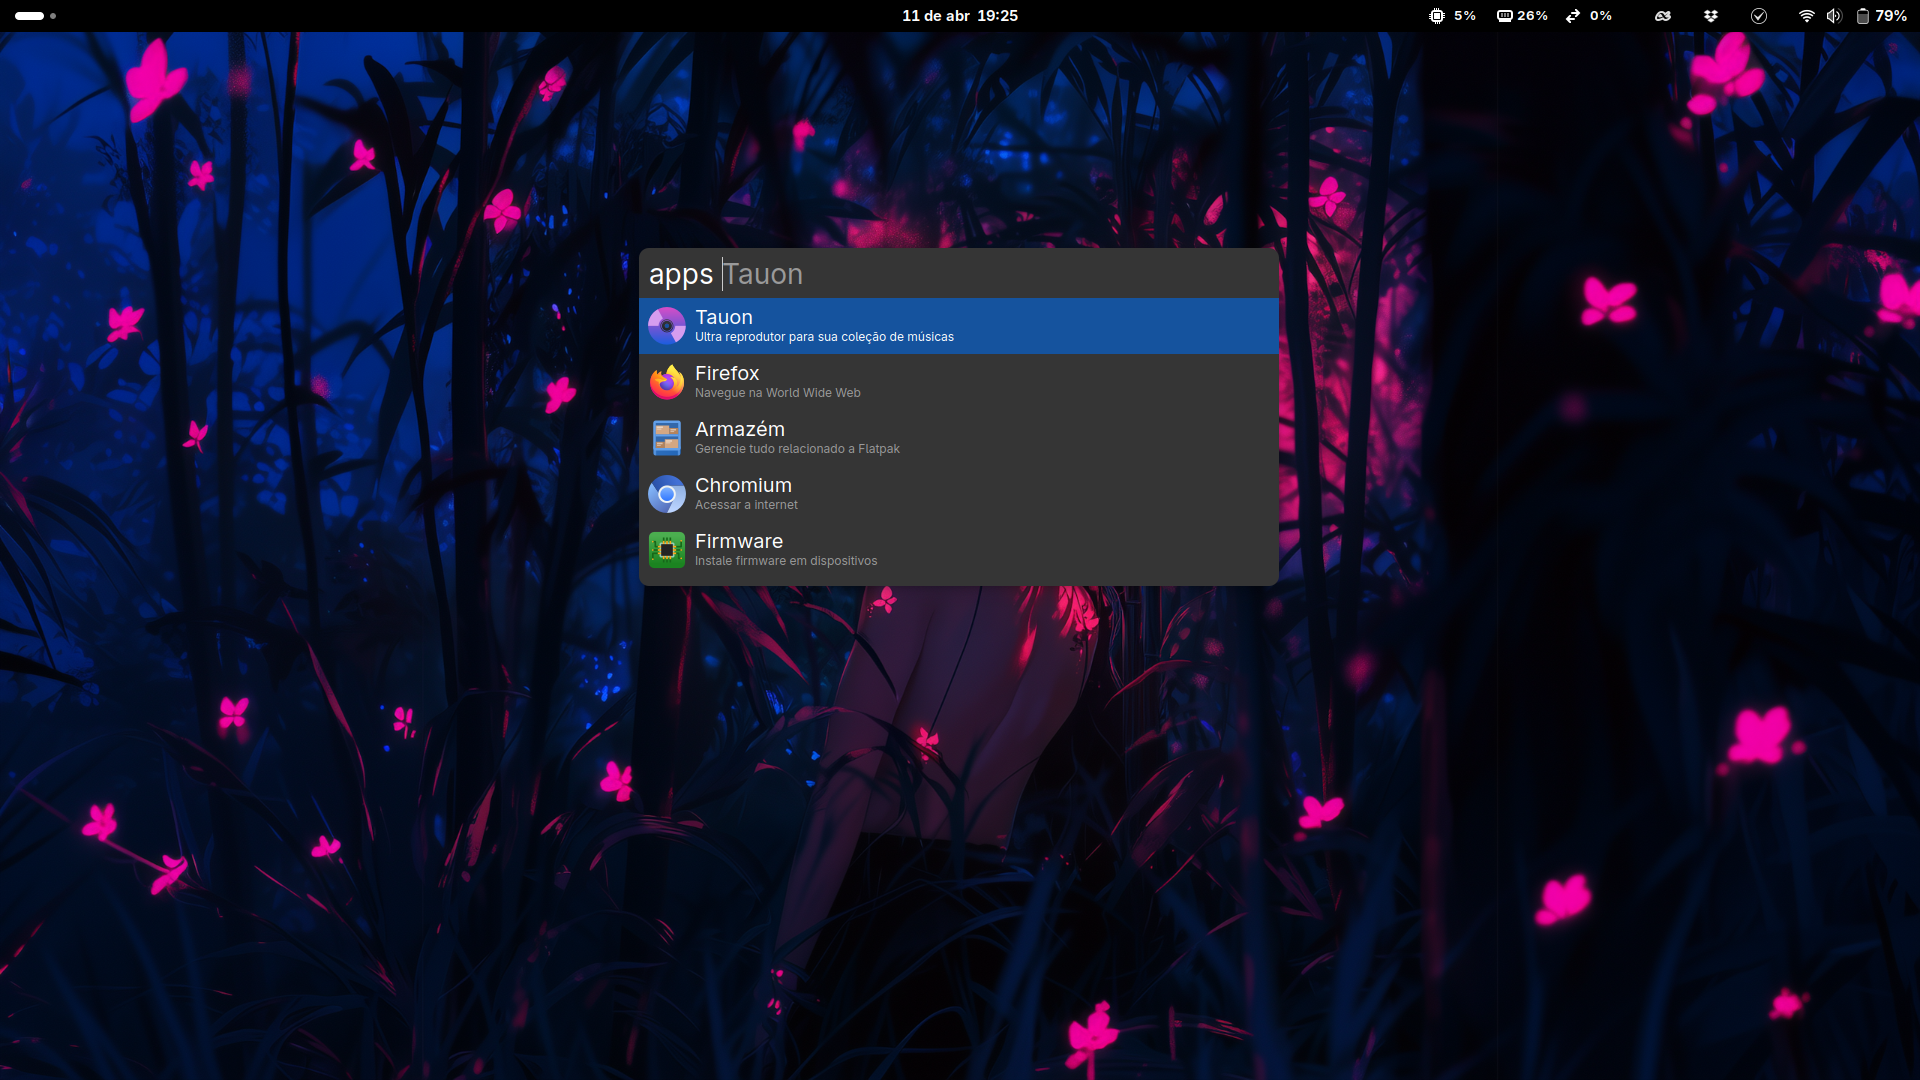 11 de abr 19:25
5%
26%
0%
79%
apps Tauon
Tauon
Ultra reprodutor para sua coleção de músicas
Firefox
Navegue na World Wide Web
Armazém
Gerencie tudo relacionado a Flatpak
Chromium
Acessar a internet
Firmware
Instale firmware em dispositivos